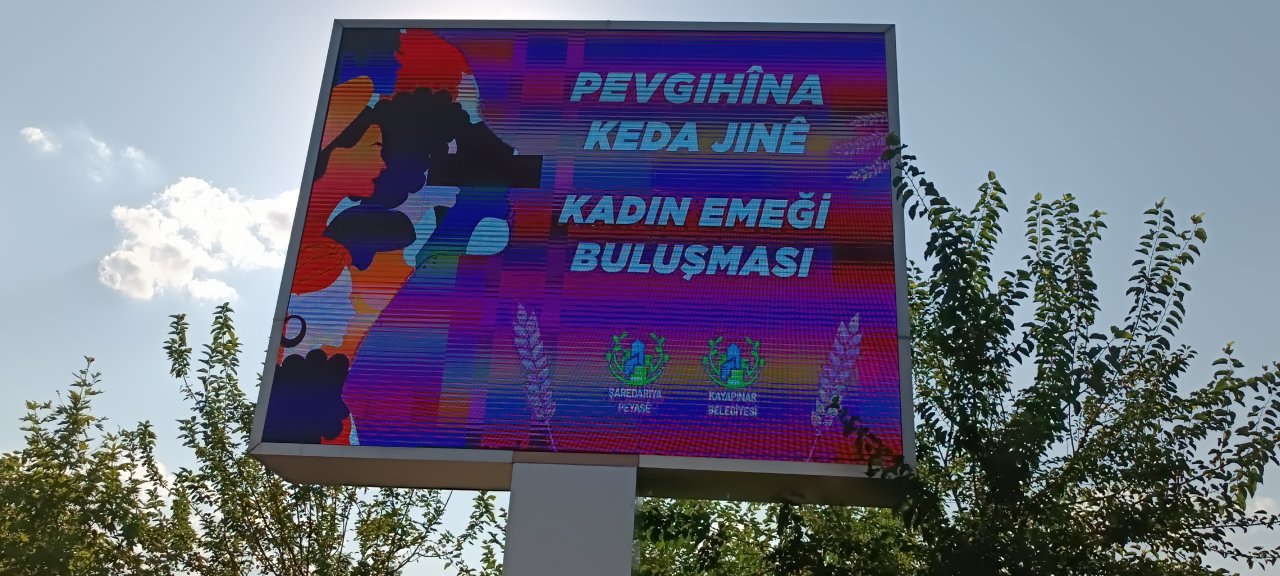 PEVGIHÎNA
KEDA JINÊ
KADIN EMEĞİ
BULUŞMASI
ŞAREDARIYA
PEYASÊ
KAYAPINAR
BELEDİYESİ